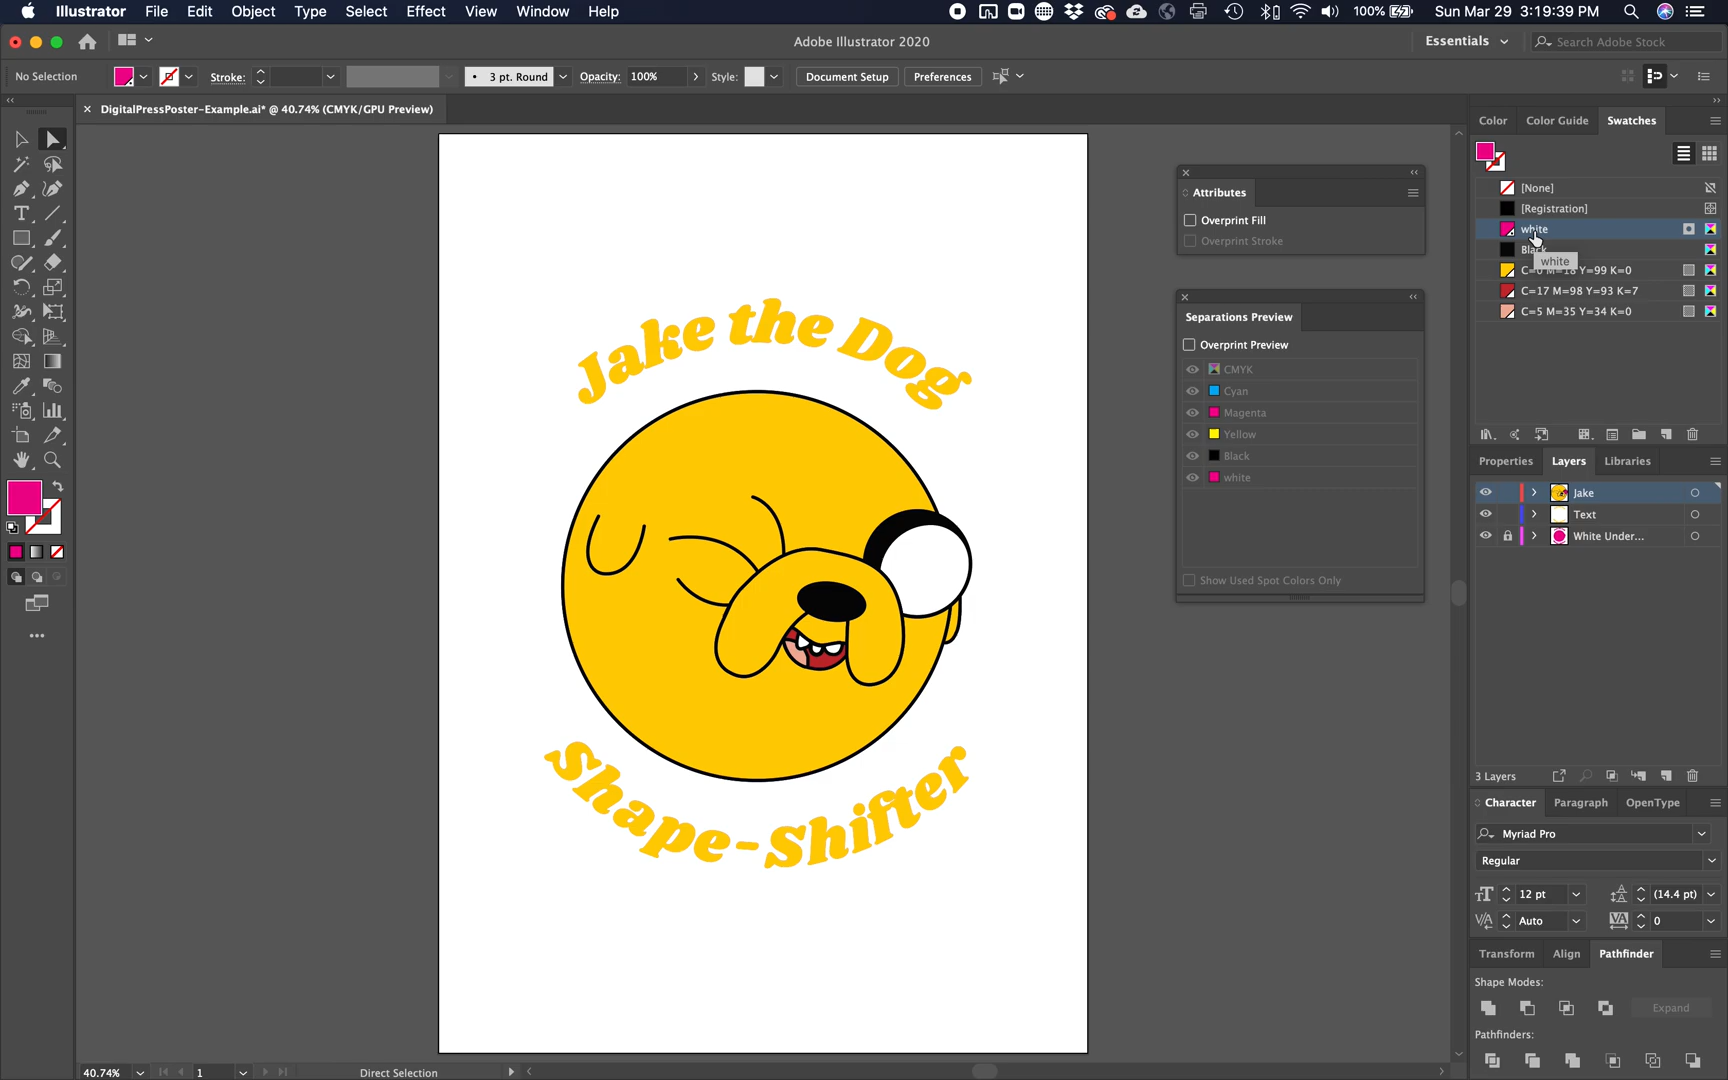 Illustrator File Edit Object Type Select Effect View Window Help
100% Sun Mar 29 3:19:39 PM
Adobe Illustrator 2020
Essentials
Search Adobe Stock
No Selection
Stroke:
3 pt. Round
Opacity: 100%
Style:
Document Setup
Preferences
DigitalPressPoster-Example.ai* @ 40.74% (CMYK/GPU Preview)
Color Color Guide Swatches
[None]
[Registration]
white
Black
white
C=0 M=18 Y=99 K=0
C=17 M=98 Y=93 K=7
C=5 M=35 Y=34 K=0
Attributes
Overprint Fill
Overprint Stroke
Separations Preview
Overprint Preview
CMYK
Cyan
Magenta
Yellow
Black
white
Show Used Spot Colors Only
Jake the Dog
Shape-Shifter
Properties Layers Libraries
Jake
Text
White Under...
3 Layers
Character Paragraph OpenType
Myriad Pro
Regular
12 pt
(14.4 pt)
Auto
0
Transform Align Pathfinder
Shape Modes:
Expand
Pathfinders:
40.74%
1
Direct Selection